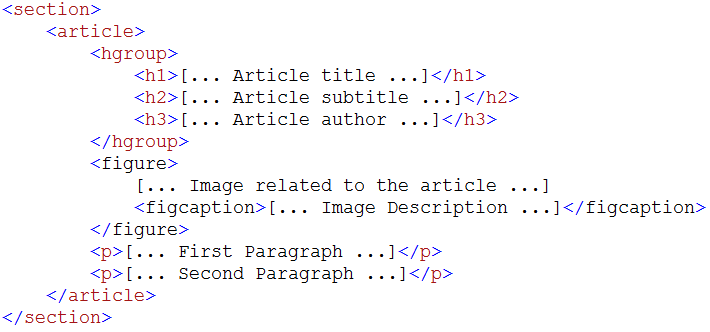 <section>
<article>
<hgroup>
<h1>[... Article title ...]</h1>
<h2>[... Article subtitle ...]</h2>
<h3>[... Article author ...]</h3>
</hgroup>
<figure>
[... Image related to the article ...]
<figcaption>[... Image Description ...]</figcaption>
</figure>
<p>[... First Paragraph ...]</p>
<p>[... Second Paragraph ...]</p>
</article>
</section>